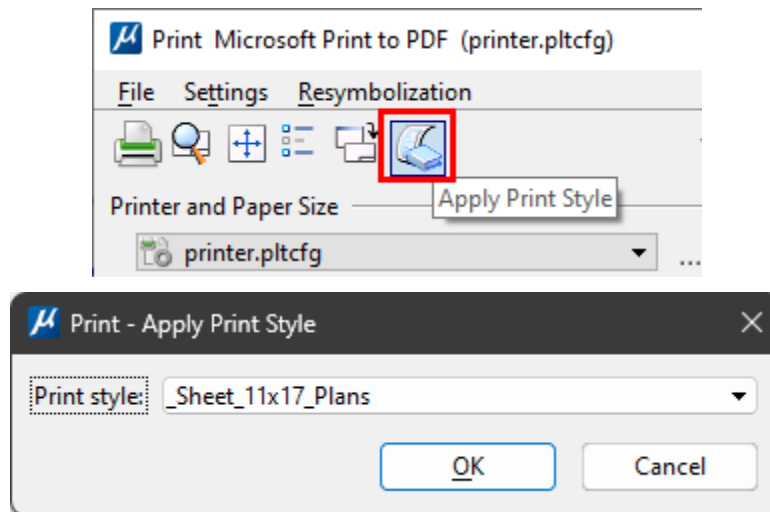 Print Microsoft Print to PDF (printer.pltcfg)
File Settings Resymbolization
Apply Print Style
Printer and Paper Size
printer.pltcfg ...
Print - Apply Print Style
Print style: _Sheet_11x17_Plans
OK Cancel